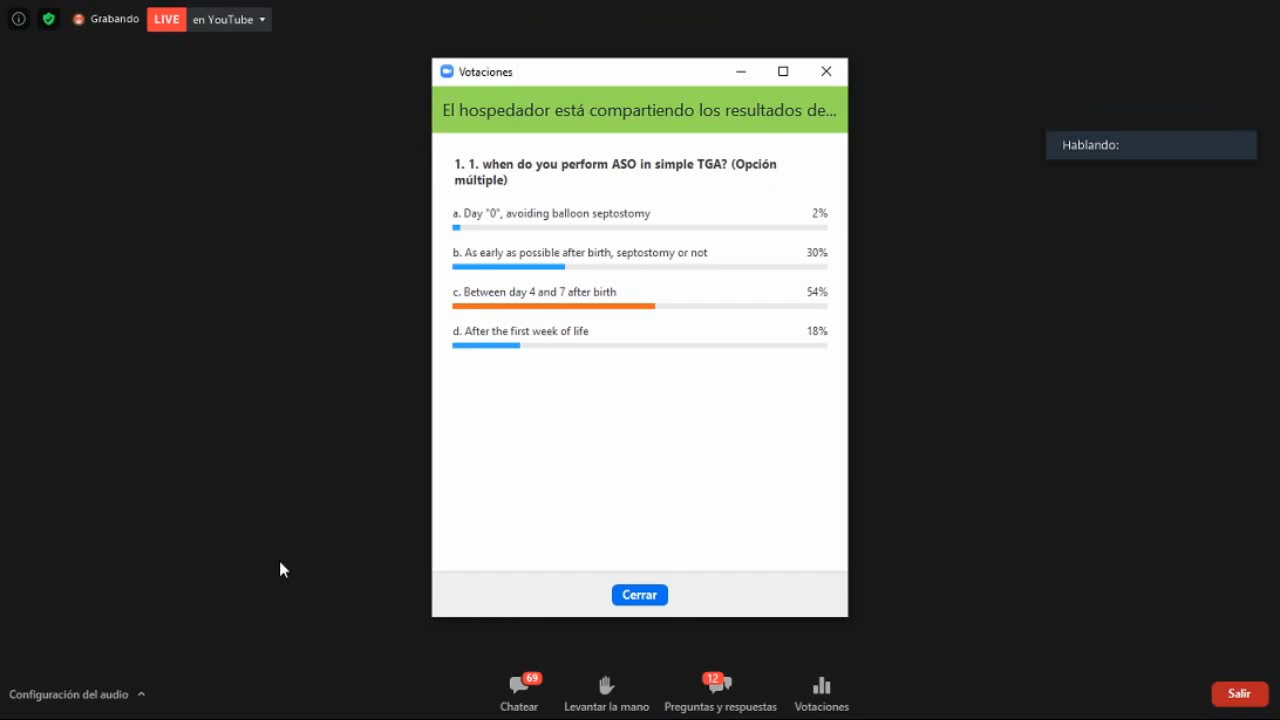 Grabando
LIVE en YouTube
Votaciones
El hospedador está compartiendo los resultados de...
Hablando:
1. 1. when do you perform ASO in simple TGA? (Opción
múltiple)
a. Day "0", avoiding balloon septostomy 2%
b. As early as possible after birth, septostomy or not 30%
c. Between day 4 and 7 after birth 54%
d. After the first week of life 18%
Cerrar
69
12
Configuración del audio
Chatear
Levantar la mano
Preguntas y respuestas
Votaciones
Salir